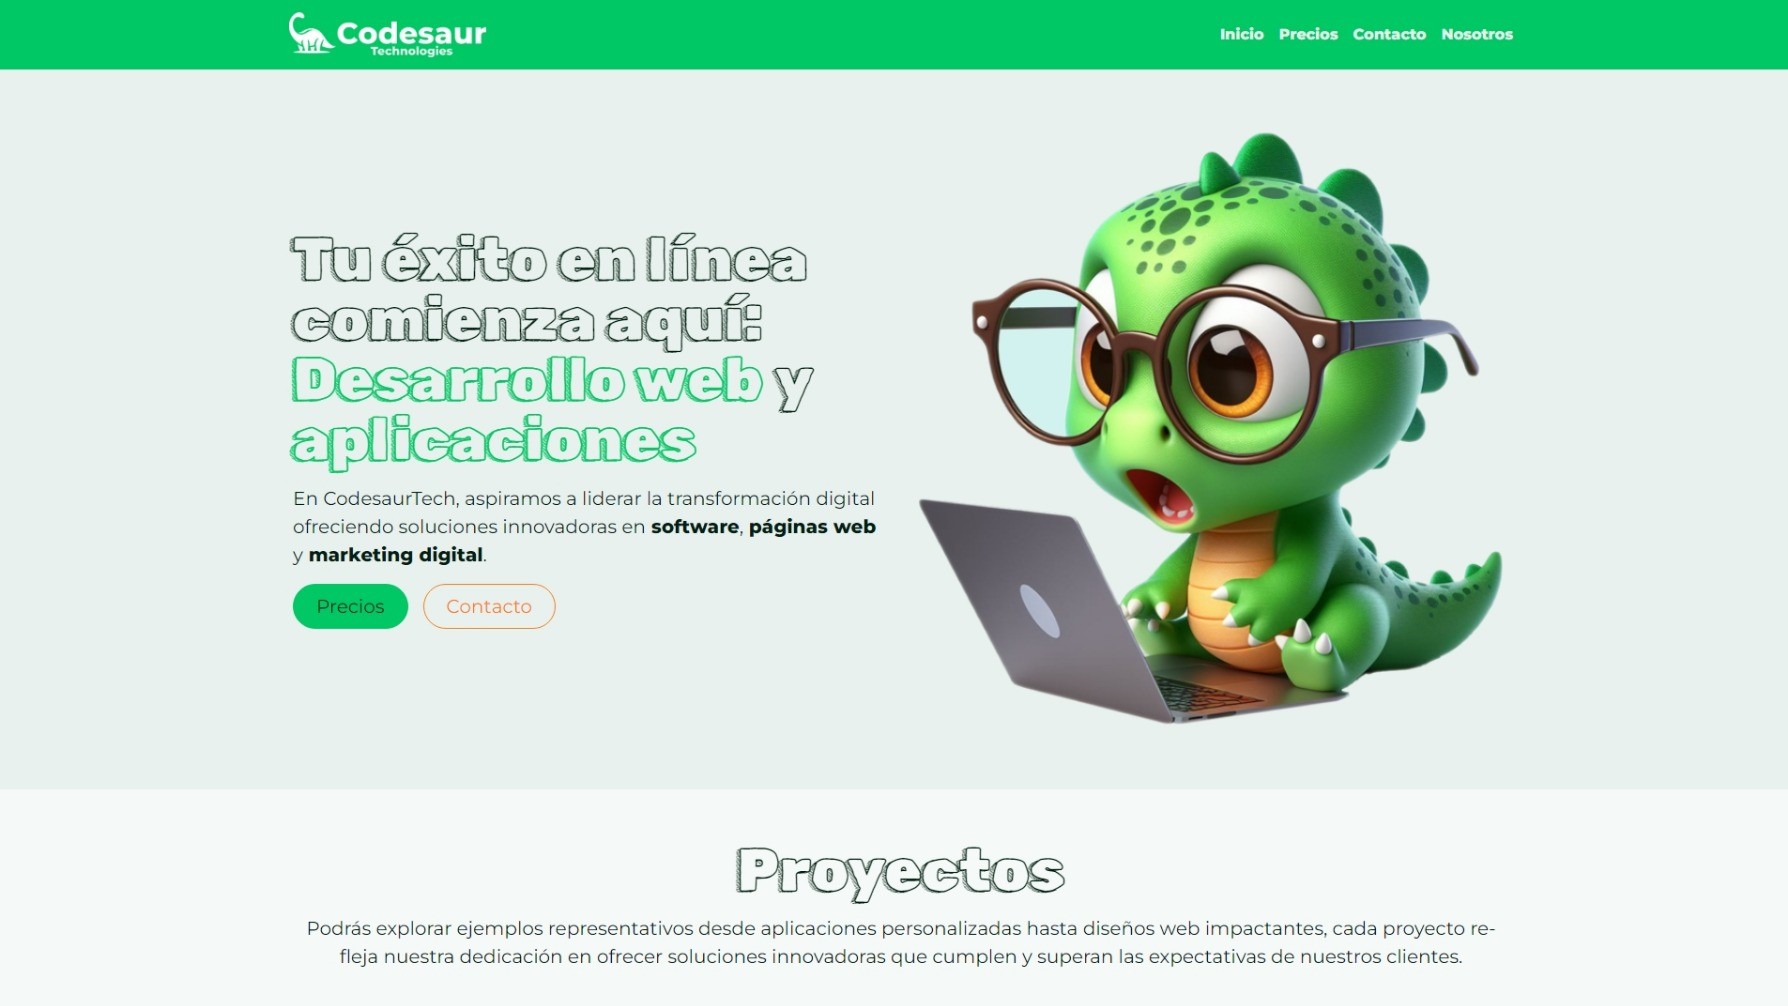 Codesaur
Technologies
Inicio Precios Contacto Nosotros
Tu éxito en línea
comienza aquí:
Desarrollo web y
aplicaciones
En CodesaurTech, aspiramos a liderar la transformación digital
ofreciendo soluciones innovadoras en software, páginas web
y marketing digital.
Precios Contacto
Proyectos
Podrás explorar ejemplos representativos desde aplicaciones personalizadas hasta diseños web impactantes, cada proyecto re-
fleja nuestra dedicación en ofrecer soluciones innovadoras que cumplen y superan las expectativas de nuestros clientes.